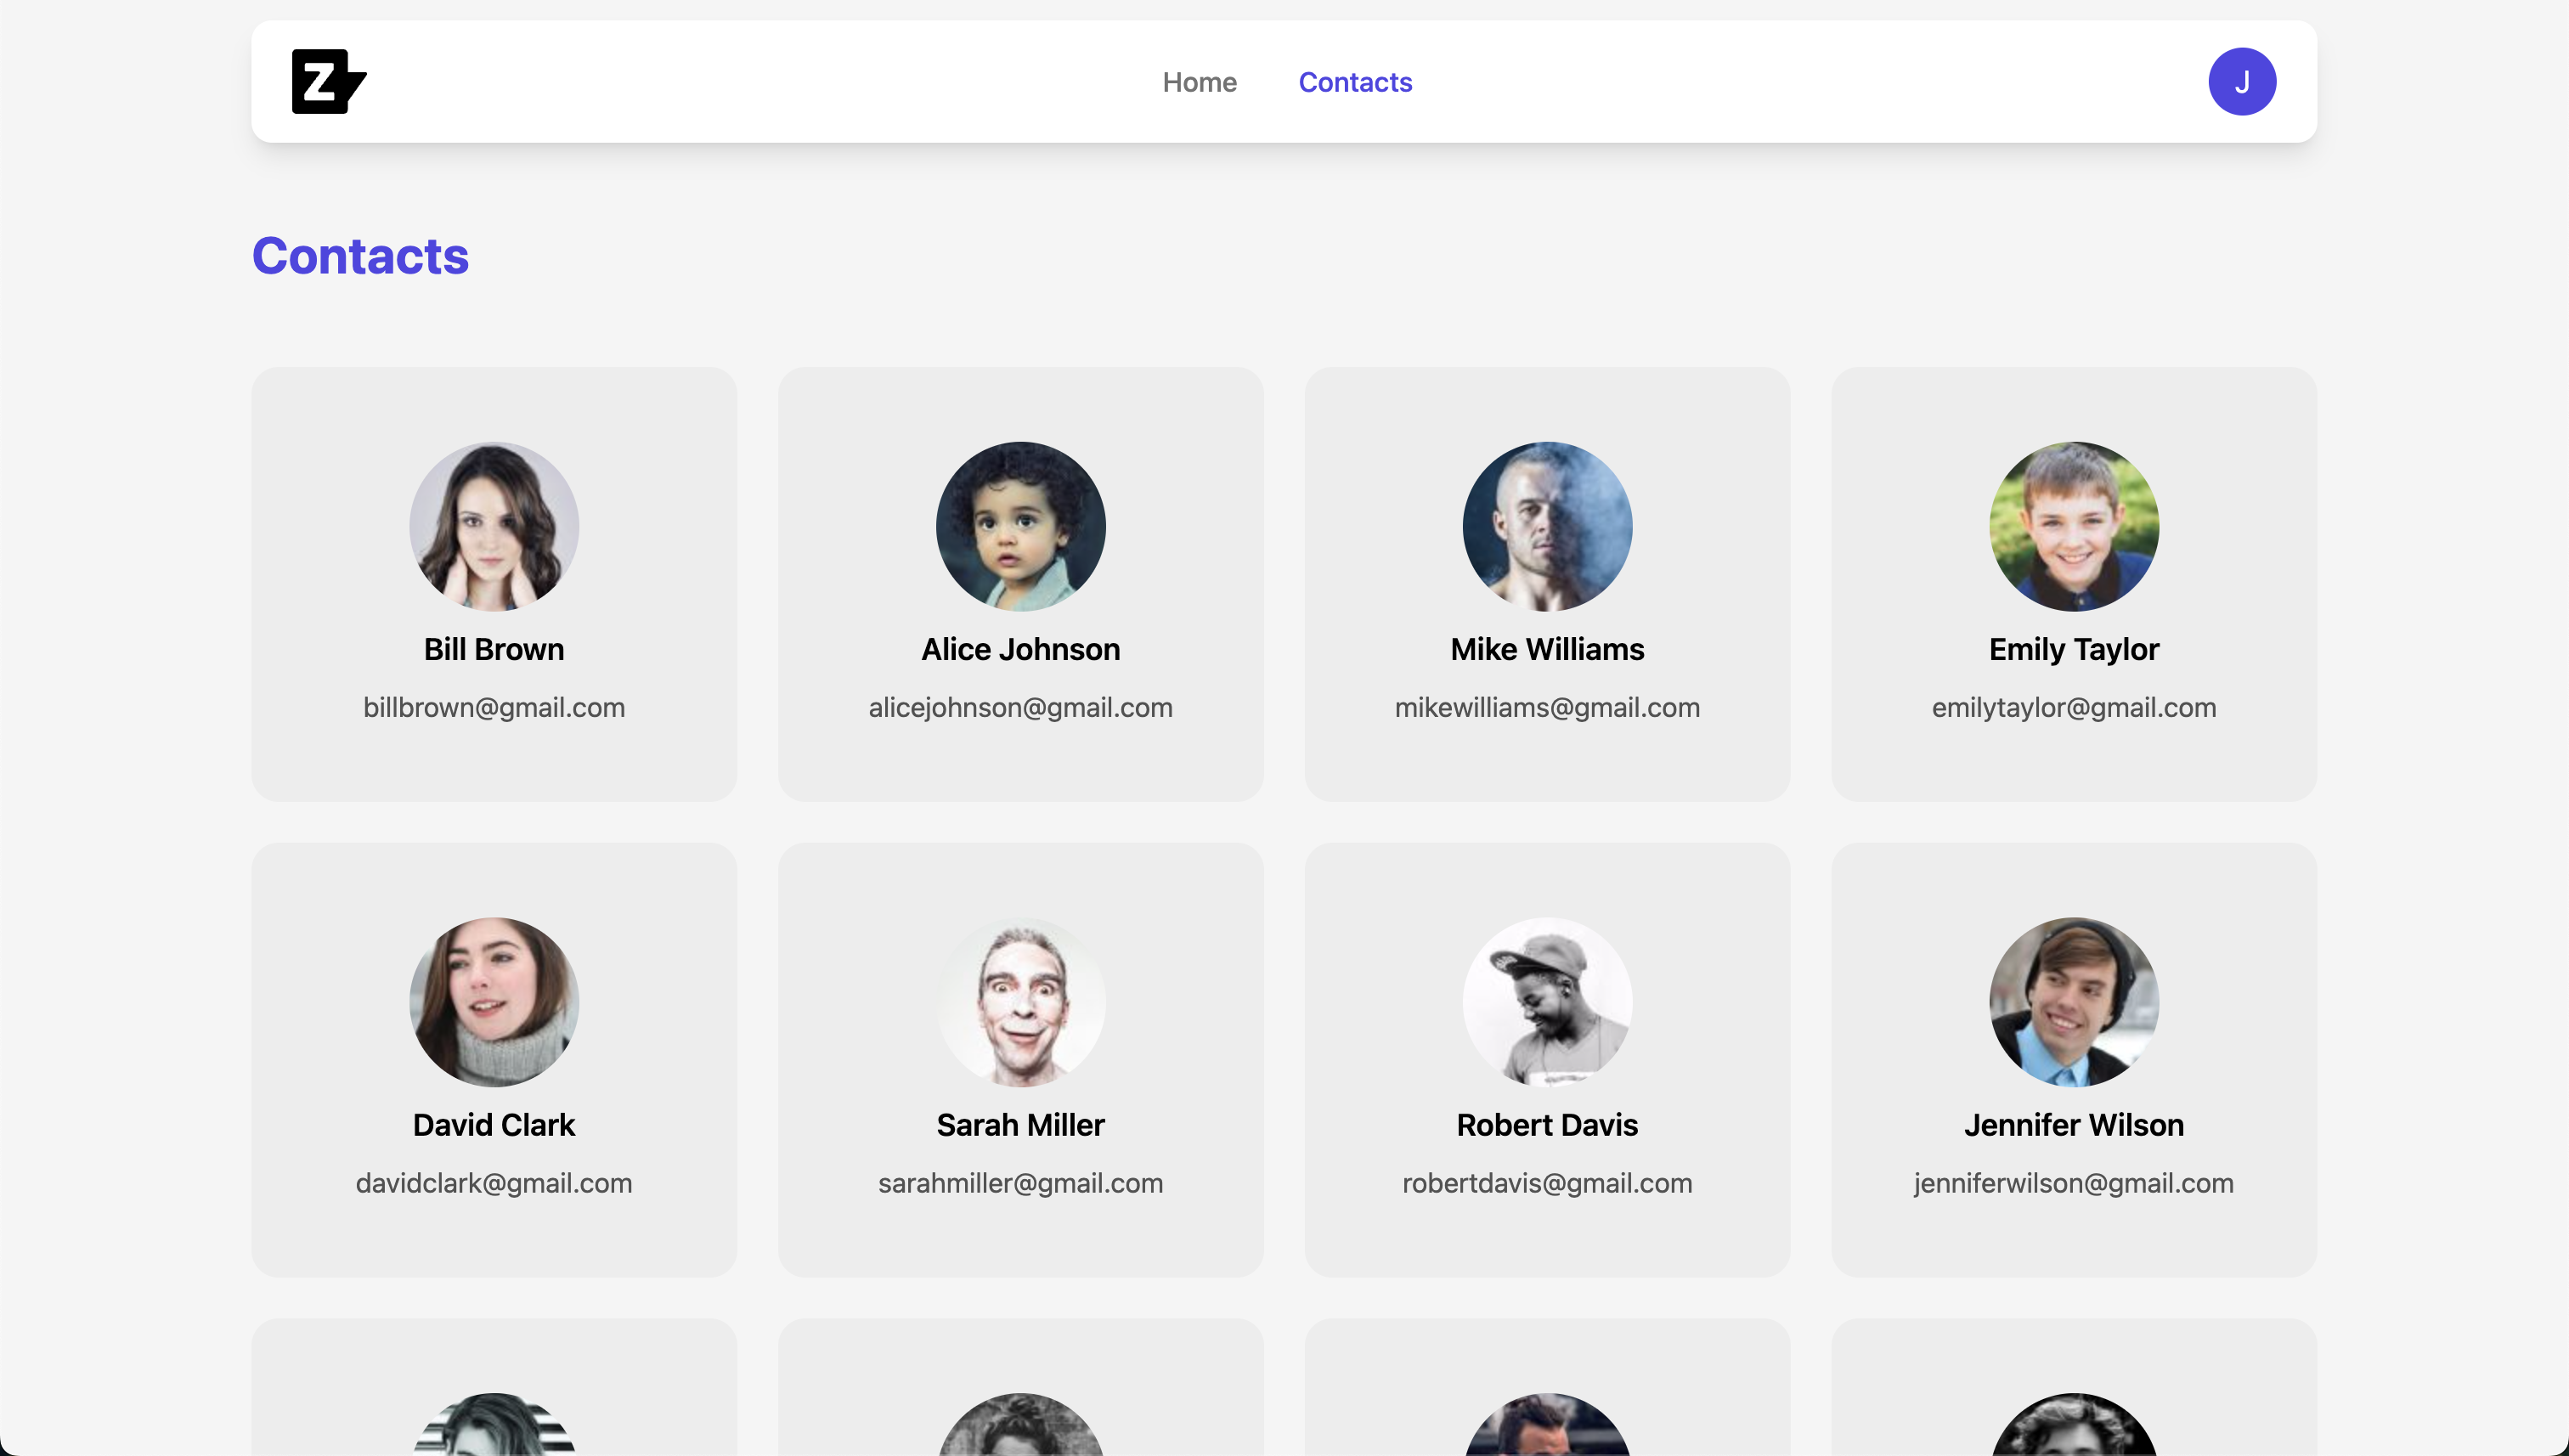 Z
Home
Contacts
J
Contacts
Bill Brown
billbrown@gmail.com
Alice Johnson
alicejohnson@gmail.com
Mike Williams
mikewilliams@gmail.com
Emily Taylor
emilytaylor@gmail.com
David Clark
davidclark@gmail.com
Sarah Miller
sarahmiller@gmail.com
Robert Davis
robertdavis@gmail.com
Jennifer Wilson
jenniferwilson@gmail.com